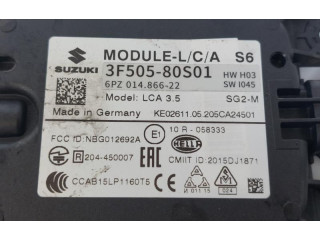 MODULE-L/C/A S6
SUZUKI 3F505-80S01 HW H03
6PZ 014.866-22 SW I045
Model: LCA 3.5 SG2-M
Made in Germany KE02611.05.205CA24501
FCC ID: NBG012692A E1 10 R - 058333
R 204-450007 HELLA CMIIT ID: 2015DJ1871
CCAB15LP1160T5